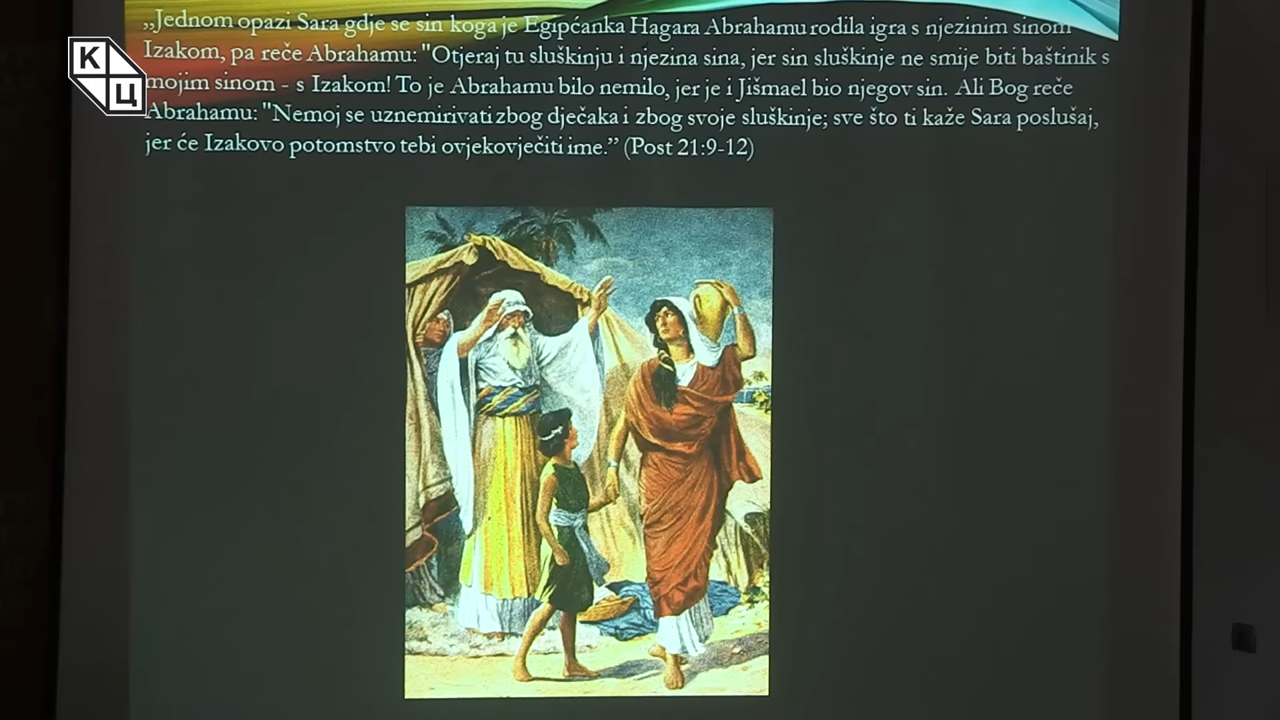 „Jednom opazi Sara gdje se sin koga je Egipćanka Hagara Abrahamu rodila igra s njezinim sinom
Izakom, pa reče Abrahamu: "Otjeraj tu sluškinju i njezina sina, jer sin sluškinje ne smije biti baštinik s
mojim sinom - s Izakom! To je Abrahamu bilo nemilo, jer je i Jišmael bio njegov sin. Ali Bog reče
Abrahamu: "Nemoj se uznemirivati zbog dječaka i zbog svoje sluškinje; sve što ti kaže Sara poslušaj,
jer će Izakovo potomstvo tebi ovjekovječiti ime.” (Post 21:9-12)
К
Ц